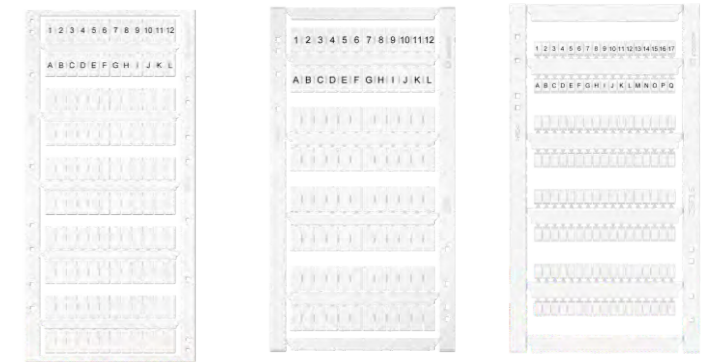 1 2 3 4 5 6 7 8 9 10 11 12
A B C D E F G H I J K L
1 2 3 4 5 6 7 8 9 10 11 12
A B C D E F G H I J K L
1 2 3 4 5 6 7 8 9 10 11 12 13 14 15 16 17
A B C D E F G H I J K L M N O P Q